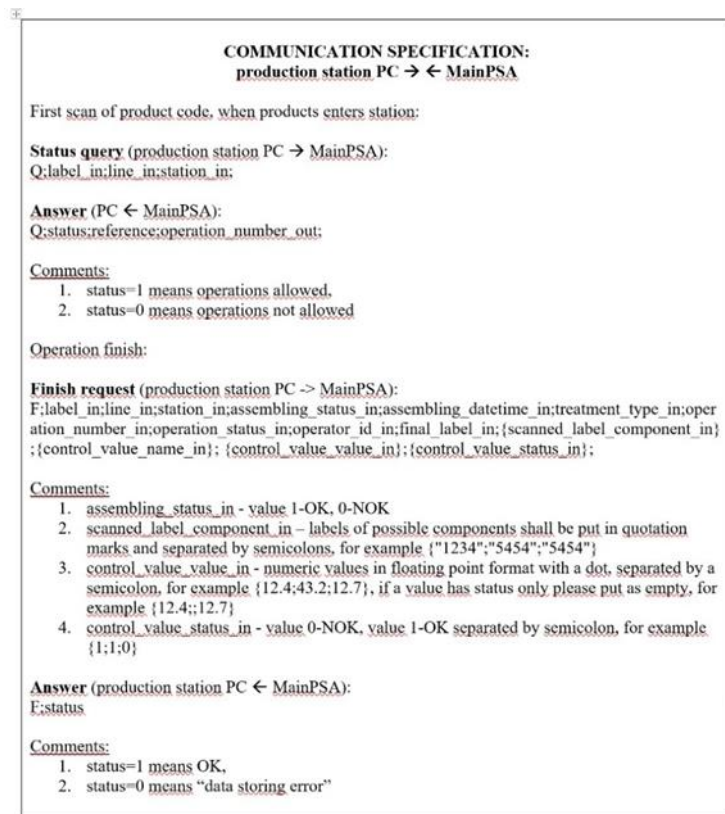 COMMUNICATION SPECIFICATION:
production station PC → ← MainPSA
First scan of product code, when products enters station:
Status query (production station PC → MainPSA):
Q;label_in;line_in;station_in;
Answer (PC ← MainPSA):
Q;status;reference;operation_number_out;
Comments:
1. status=1 means operations allowed,
2. status=0 means operations not allowed
Operation finish:
Finish request (production station PC -> MainPSA):
F;label_in;line_in;station_in;assembling_status_in;assembling_datetime_in;treatment_type_in;oper
ation_number_in;operation_status_in;operator_id_in;final_label_in;{scanned_label_component_in}
;{control_value_name_in}; {control_value_value_in};{control_value_status_in};
Comments:
1. assembling_status_in - value 1-OK, 0-NOK
2. scanned_label_component_in – labels of possible components shall be put in quotation
marks and separated by semicolons, for example {"1234";"5454";"5454"}
3. control_value_value_in - numeric values in floating point format with a dot, separated by a
semicolon, for example {12.4;43.2;12.7}, if a value has status only please put as empty, for
example {12.4;;12.7}
4. control_value_status_in - value 0-NOK, value 1-OK separated by semicolon, for example
{1;1;0}
Answer (production station PC ← MainPSA):
F;status
Comments:
1. status=1 means OK,
2. status=0 means “data storing error”